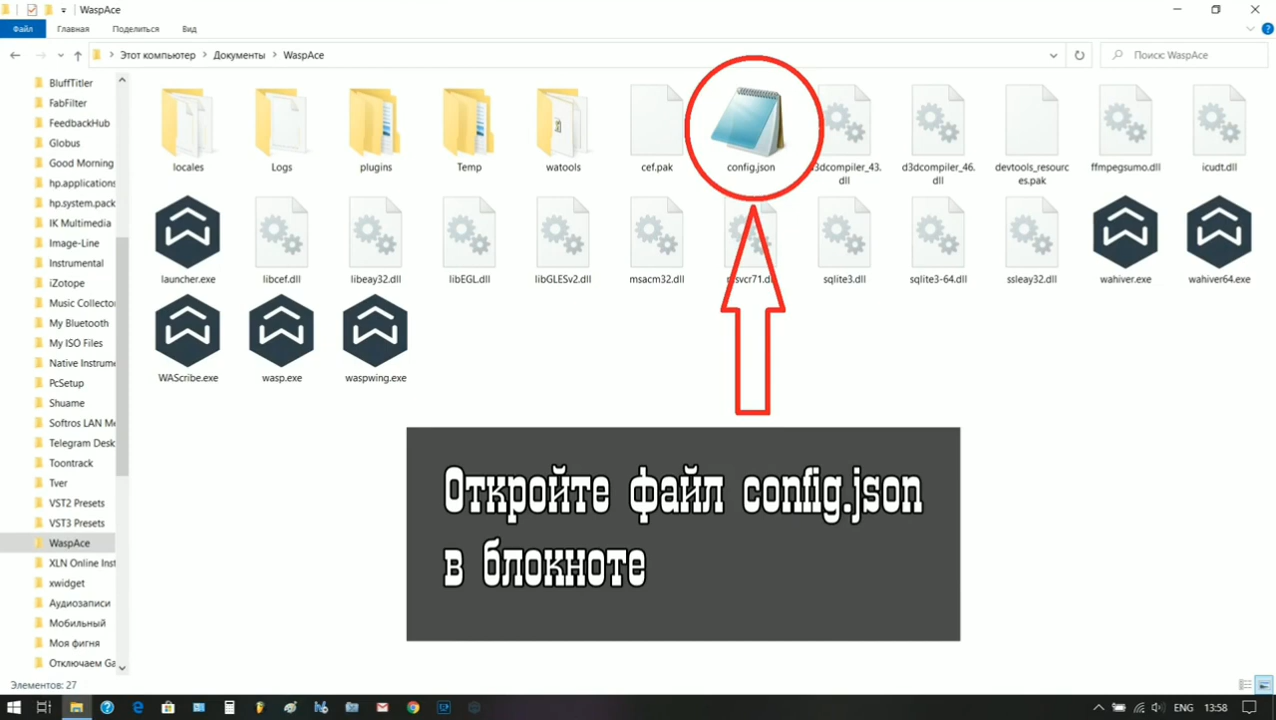 WaspAce
Файл Главная Поделиться Вид
Этот компьютер Документы WaspAce
Поиск: WaspAce
BluffTitler
FabFilter
FeedbackHub
Globus
Good Morning
hp.applications
hp.system.pack
IK Multimedia
Image-Line
Instrumental
iZotope
Music Collector
My Bluetooth
My ISO Files
Native Instrum
PcSetup
Shuame
Softros LAN Me
Telegram Desk
Toontrack
Tver
VST2 Presets
VST3 Presets
WaspAce
XLN Online Inst
xwidget
Аудиозаписи
Мобильный
Моя фигня
Отключаем Ga
locales Logs plugins Temp watools cef.pak config.json d3dcompiler_43. d3dcompiler_46. devtools_resourc ffmpegsumo.dll icudt.dll
dll dll es.pak
launcher.exe libcef.dll libeay32.dll libEGL.dll libGLESv2.dll msacm32.dll msvcr71.dll sqlite3.dll sqlite3-64.dll ssleay32.dll wahiver.exe wahiver64.exe
WAScribe.exe wasp.exe waspwing.exe
Откройте файл config.json
в блокноте
Элементов: 27
ENG 13:58